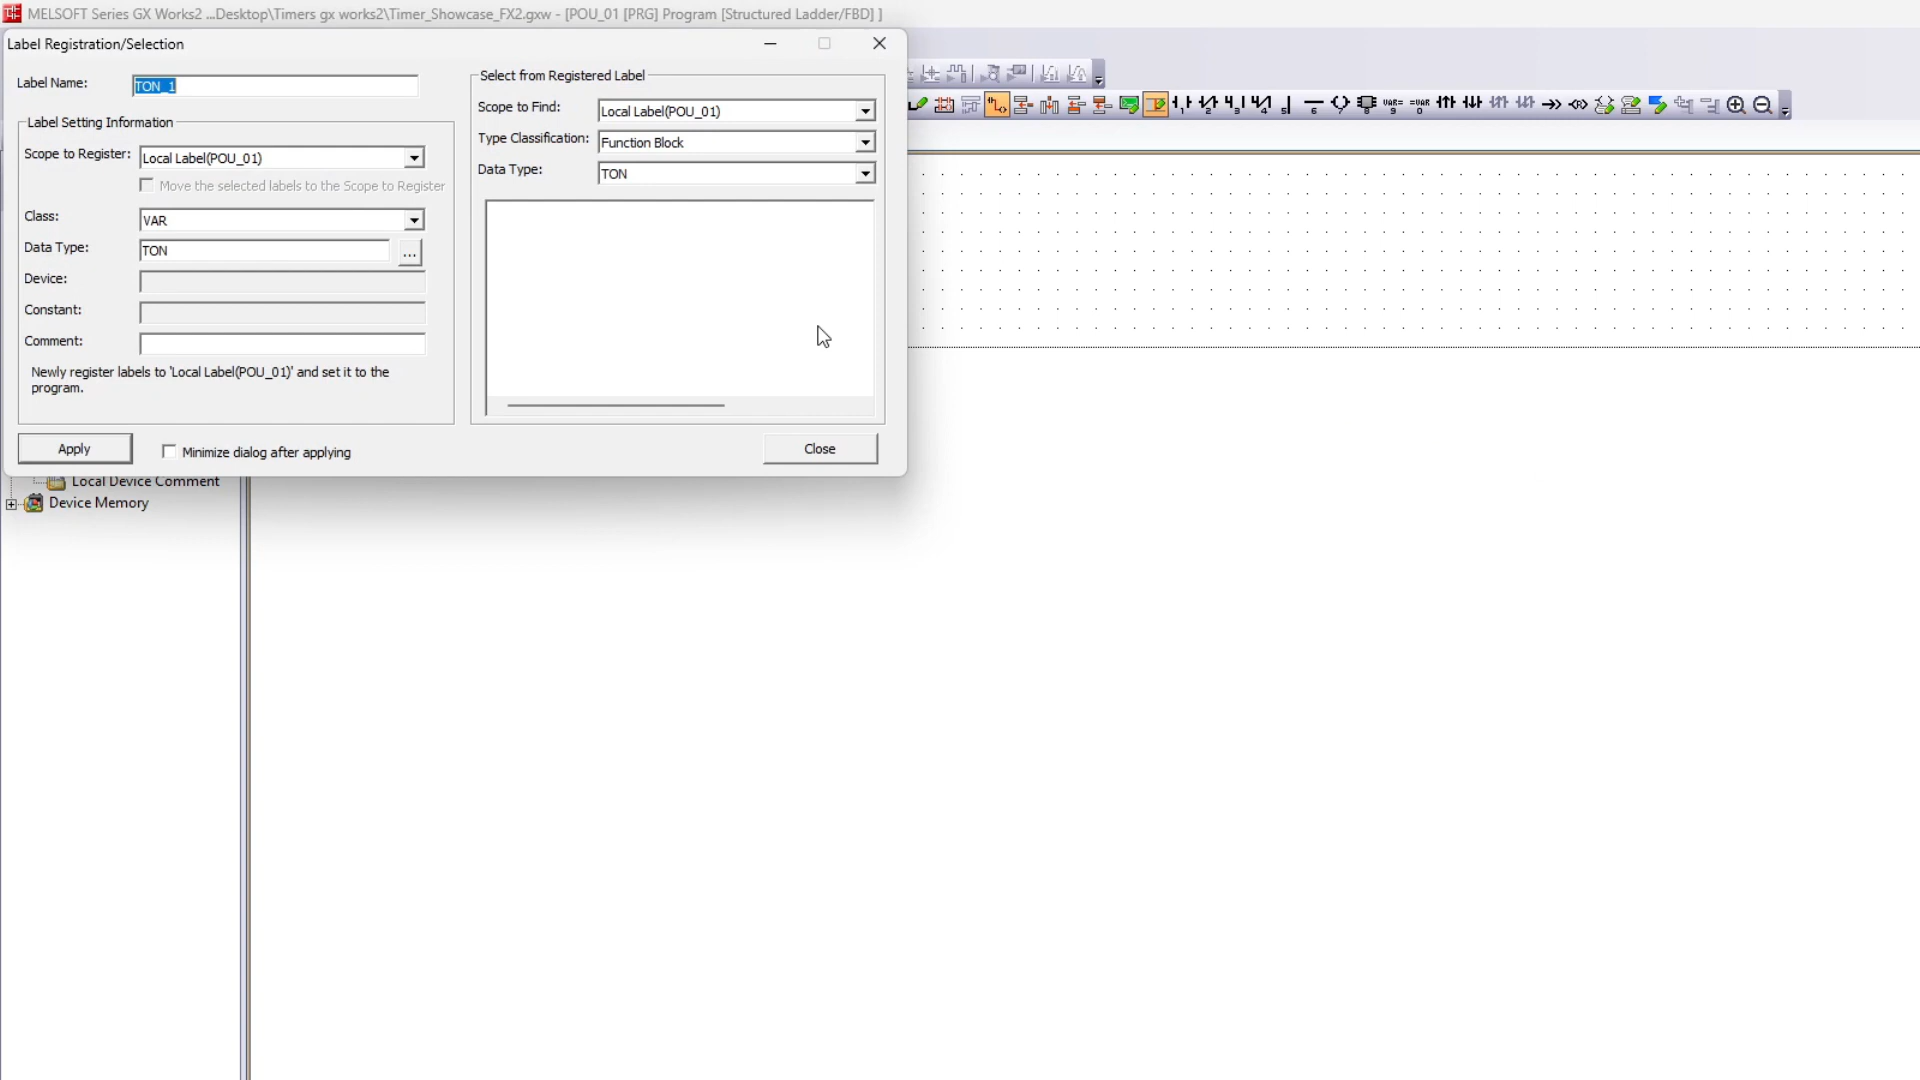 MELSOFT Series GX Works2 ...Desktop\Timers gx works2\Timer_Showcase_FX2.gxw - [POU_01 [PRG] Program [Structured Ladder/FBD] ]
Label Registration/Selection
Label Name:
TON_1
Label Setting Information
Scope to Register:
Local Label(POU_01)
Move the selected labels to the Scope to Register
Class:
VAR
Data Type:
TON
...
Device:
Constant:
Comment:
Newly register labels to 'Local Label(POU_01)' and set it to the
program.
Select from Registered Label
Scope to Find:
Local Label(POU_01)
Type Classification:
Function Block
Data Type:
TON
Apply
Minimize dialog after applying
Close
Local Device Comment
Device Memory